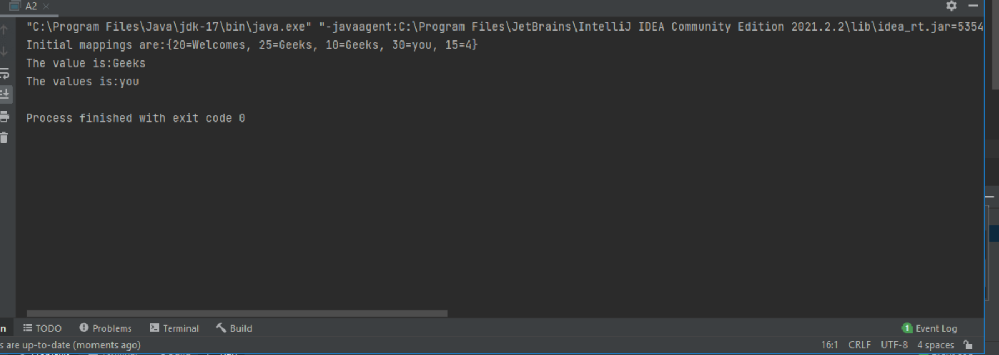 A2
"C:\Program Files\Java\jdk-17\bin\java.exe" "-javaagent:C:\Program Files\JetBrains\IntelliJ IDEA Community Edition 2021.2.2\lib\idea_rt.jar=5354
Initial mappings are:{20=Welcomes, 25=Geeks, 10=Geeks, 30=you, 15=4}
The value is:Geeks
The values is:you
Process finished with exit code 0
n TODO Problems Terminal Build 1 Event Log
s are up-to-date (moments ago) 16:1 CRLF UTF-8 4 spaces